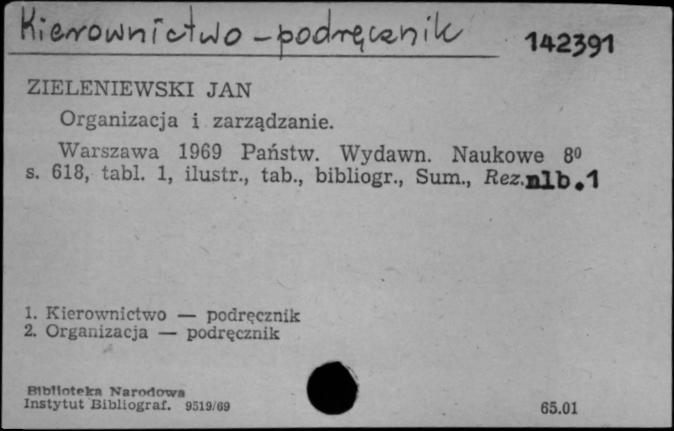 Kierownictwo – podręcznik
142391
ZIELENIEWSKI JAN
Organizacja i zarządzanie.
Warszawa 1969 Państw. Wydawn. Naukowe 8⁰
s. 618, tabl. 1, ilustr., tab., bibliogr., Sum., Rez. nlb.1
1. Kierownictwo — podręcznik
2. Organizacja — podręcznik
Biblioteka Narodowa
Instytut Bibliograf. 9519/69
65.01